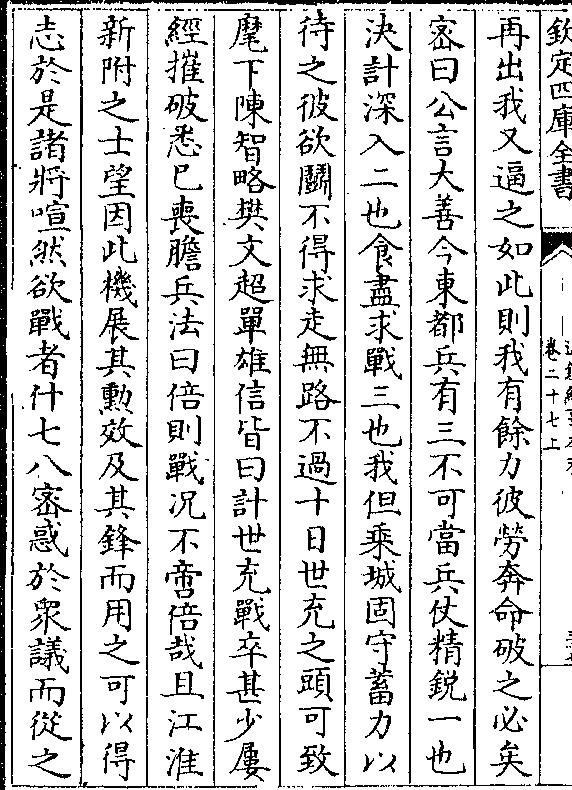 欽定四庫全書
卷二十七上
再出我又逼之如此則我有餘力彼勞奔命破之必矣
密曰公言大善今東都兵有三不可當兵仗精銳一也
決計深入二也食盡求戰三也我但乘城固守蓄力以
待之彼欲鬭不得求走無路不過十日世充之頭可致
麾下陳智略樊文超單雄信皆曰計世充戰卒甚少屢
經摧破悉已喪膽兵法曰倍則戰况不啻倍哉且江淮
新附之士望因此機展其勲效及其鋒而用之可以得
志於是諸將喧然欲戰者什七八密惑於衆議而從之